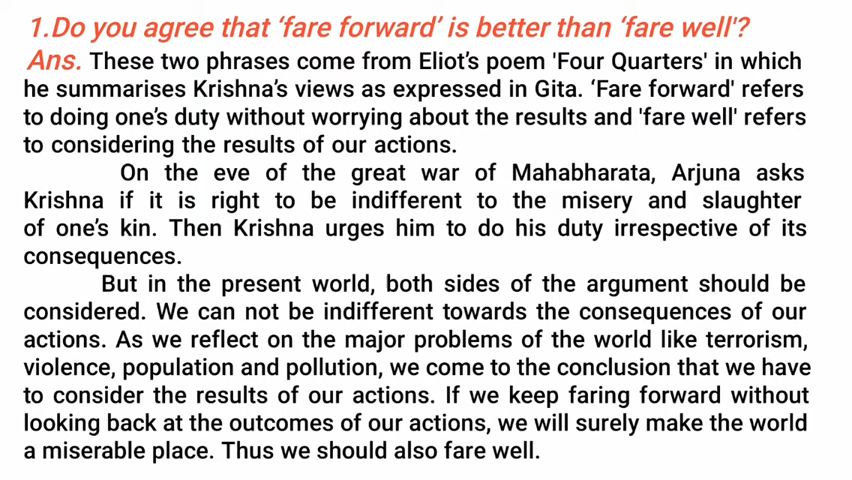 1.Do you agree that ‘fare forward’ is better than ‘fare well'?
Ans. These two phrases come from Eliot's poem 'Four Quarters' in which
he summarises Krishna's views as expressed in Gita. ‘Fare forward' refers
to doing one's duty without worrying about the results and 'fare well' refers
to considering the results of our actions.
On the eve of the great war of Mahabharata, Arjuna asks
Krishna if it is right to be indifferent to the misery and slaughter
of one's kin. Then Krishna urges him to do his duty irrespective of its
consequences.
But in the present world, both sides of the argument should be
considered. We can not be indifferent towards the consequences of our
actions. As we reflect on the major problems of the world like terrorism,
violence, population and pollution, we come to the conclusion that we have
to consider the results of our actions. If we keep faring forward without
looking back at the outcomes of our actions, we will surely make the world
a miserable place. Thus we should also fare well.